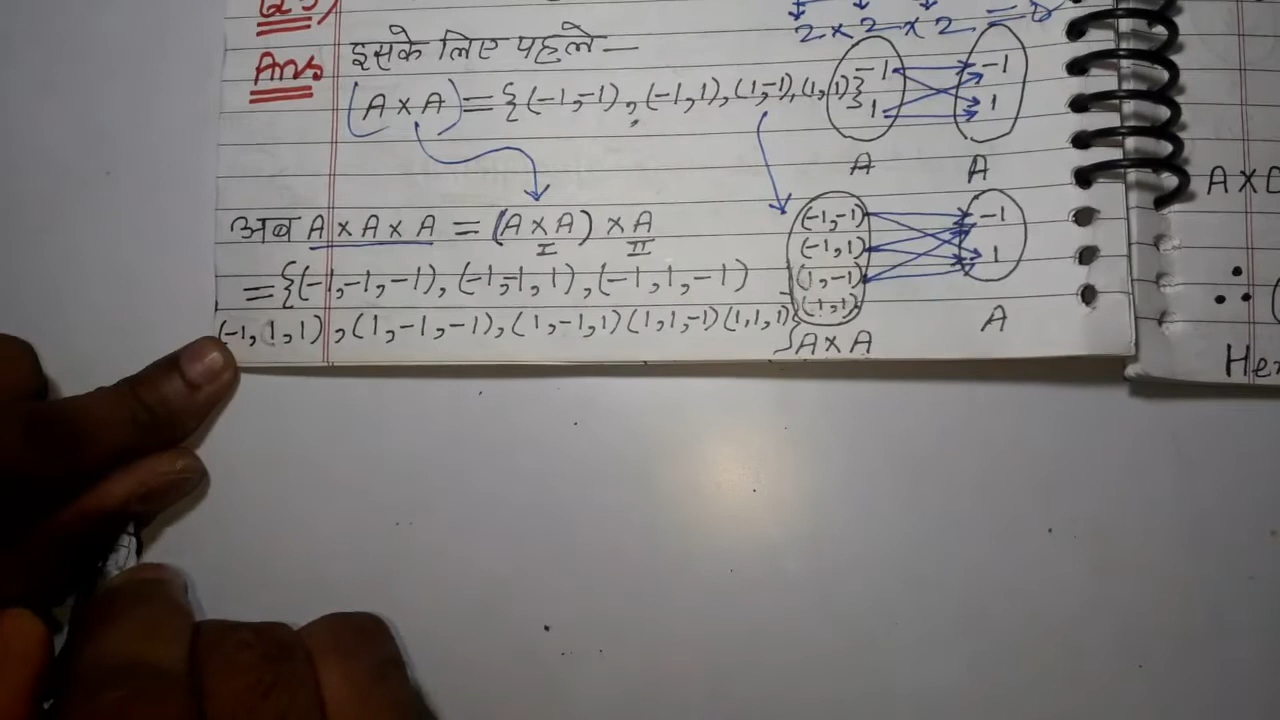 2 × 2 × 2 = 8
Ans इसके लिए पहले—
(A × A) = {(-1,-1), (-1,1), (1,-1), (1,1)}
-1 -1
1 1
A A
अब A × A × A = (A × A) × A
I II
= {(-1,-1,-1), (-1,-1,1), (-1,1,-1)
(-1,1,1), (1,-1,-1), (1,-1,1) (1,1,-1) (1,1,1)}
(-1,-1) -1
(-1,1) 1
(1,-1)
(1,1)
A × A A
A×
∴ (
He